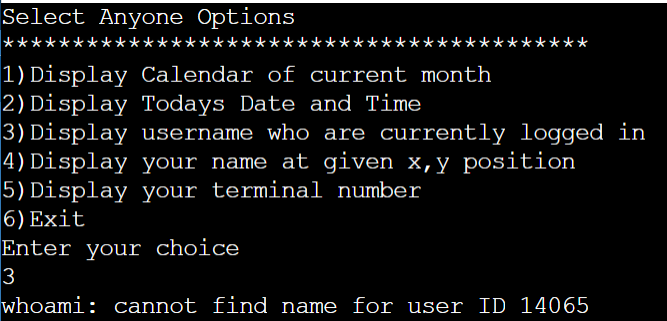 Select Anyone Options
******************************************
1)Display Calendar of current month
2)Display Todays Date and Time
3)Display username who are currently logged in
4)Display your name at given x,y position
5)Display your terminal number
6)Exit
Enter your choice
3
whoami: cannot find name for user ID 14065